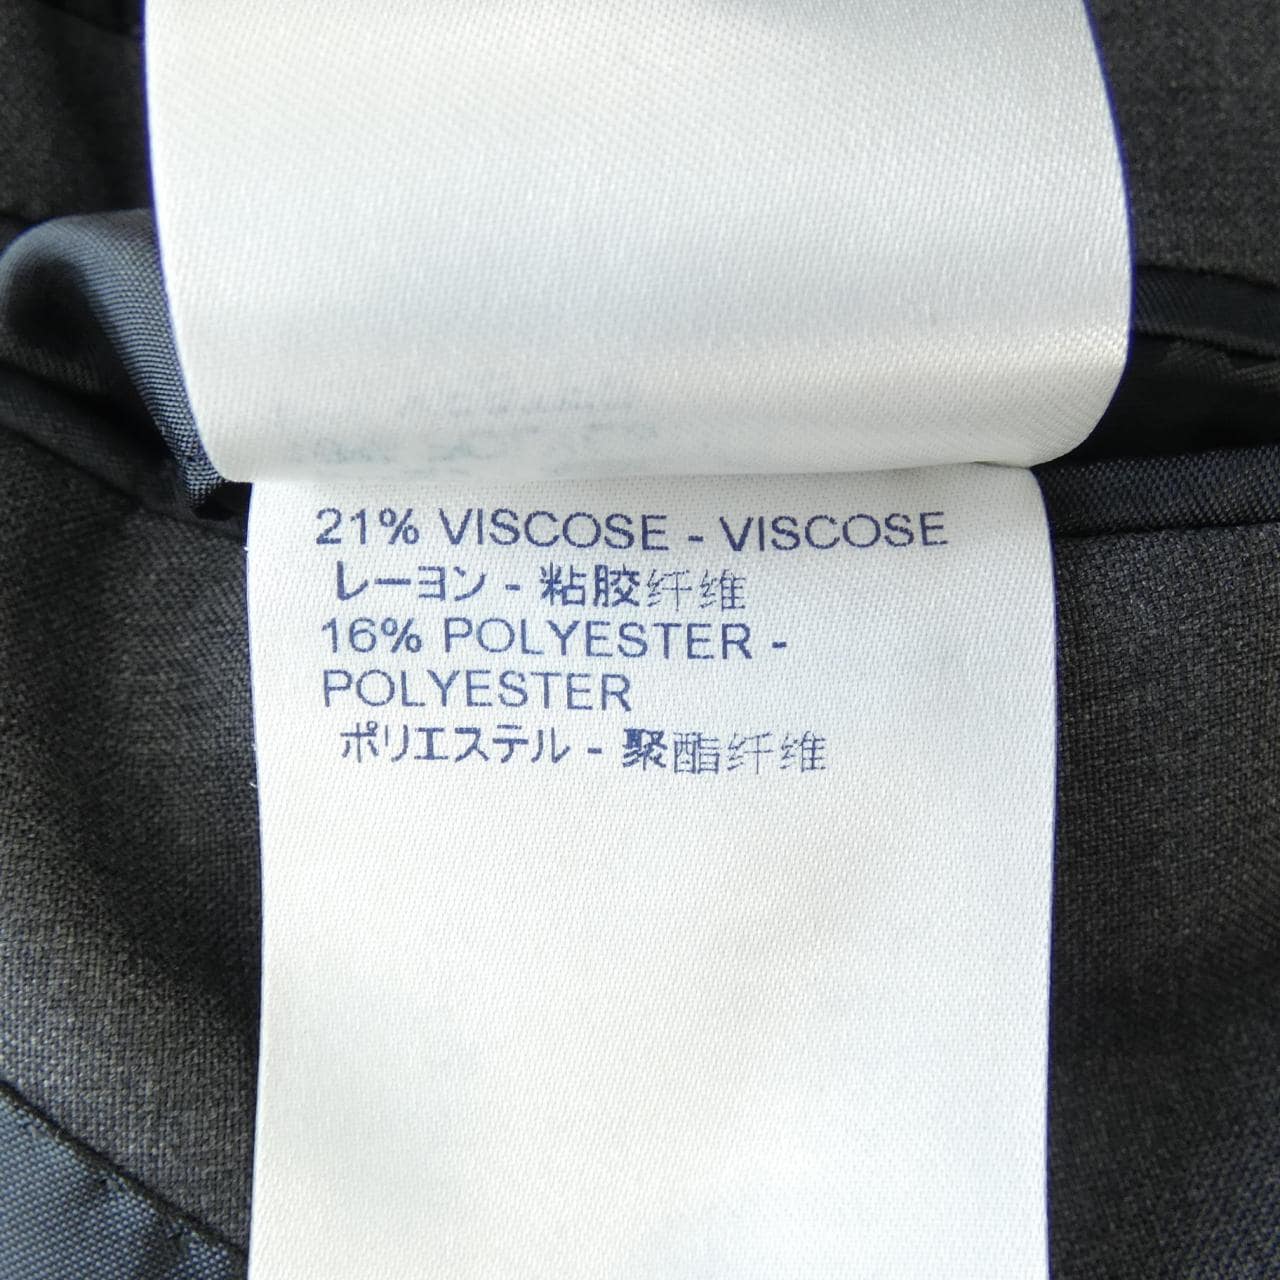 21% VISCOSE - VISCOSE
レーヨン - 粘胶纤维
16% POLYESTER -
POLYESTER
ポリエステル - 聚酯纤维